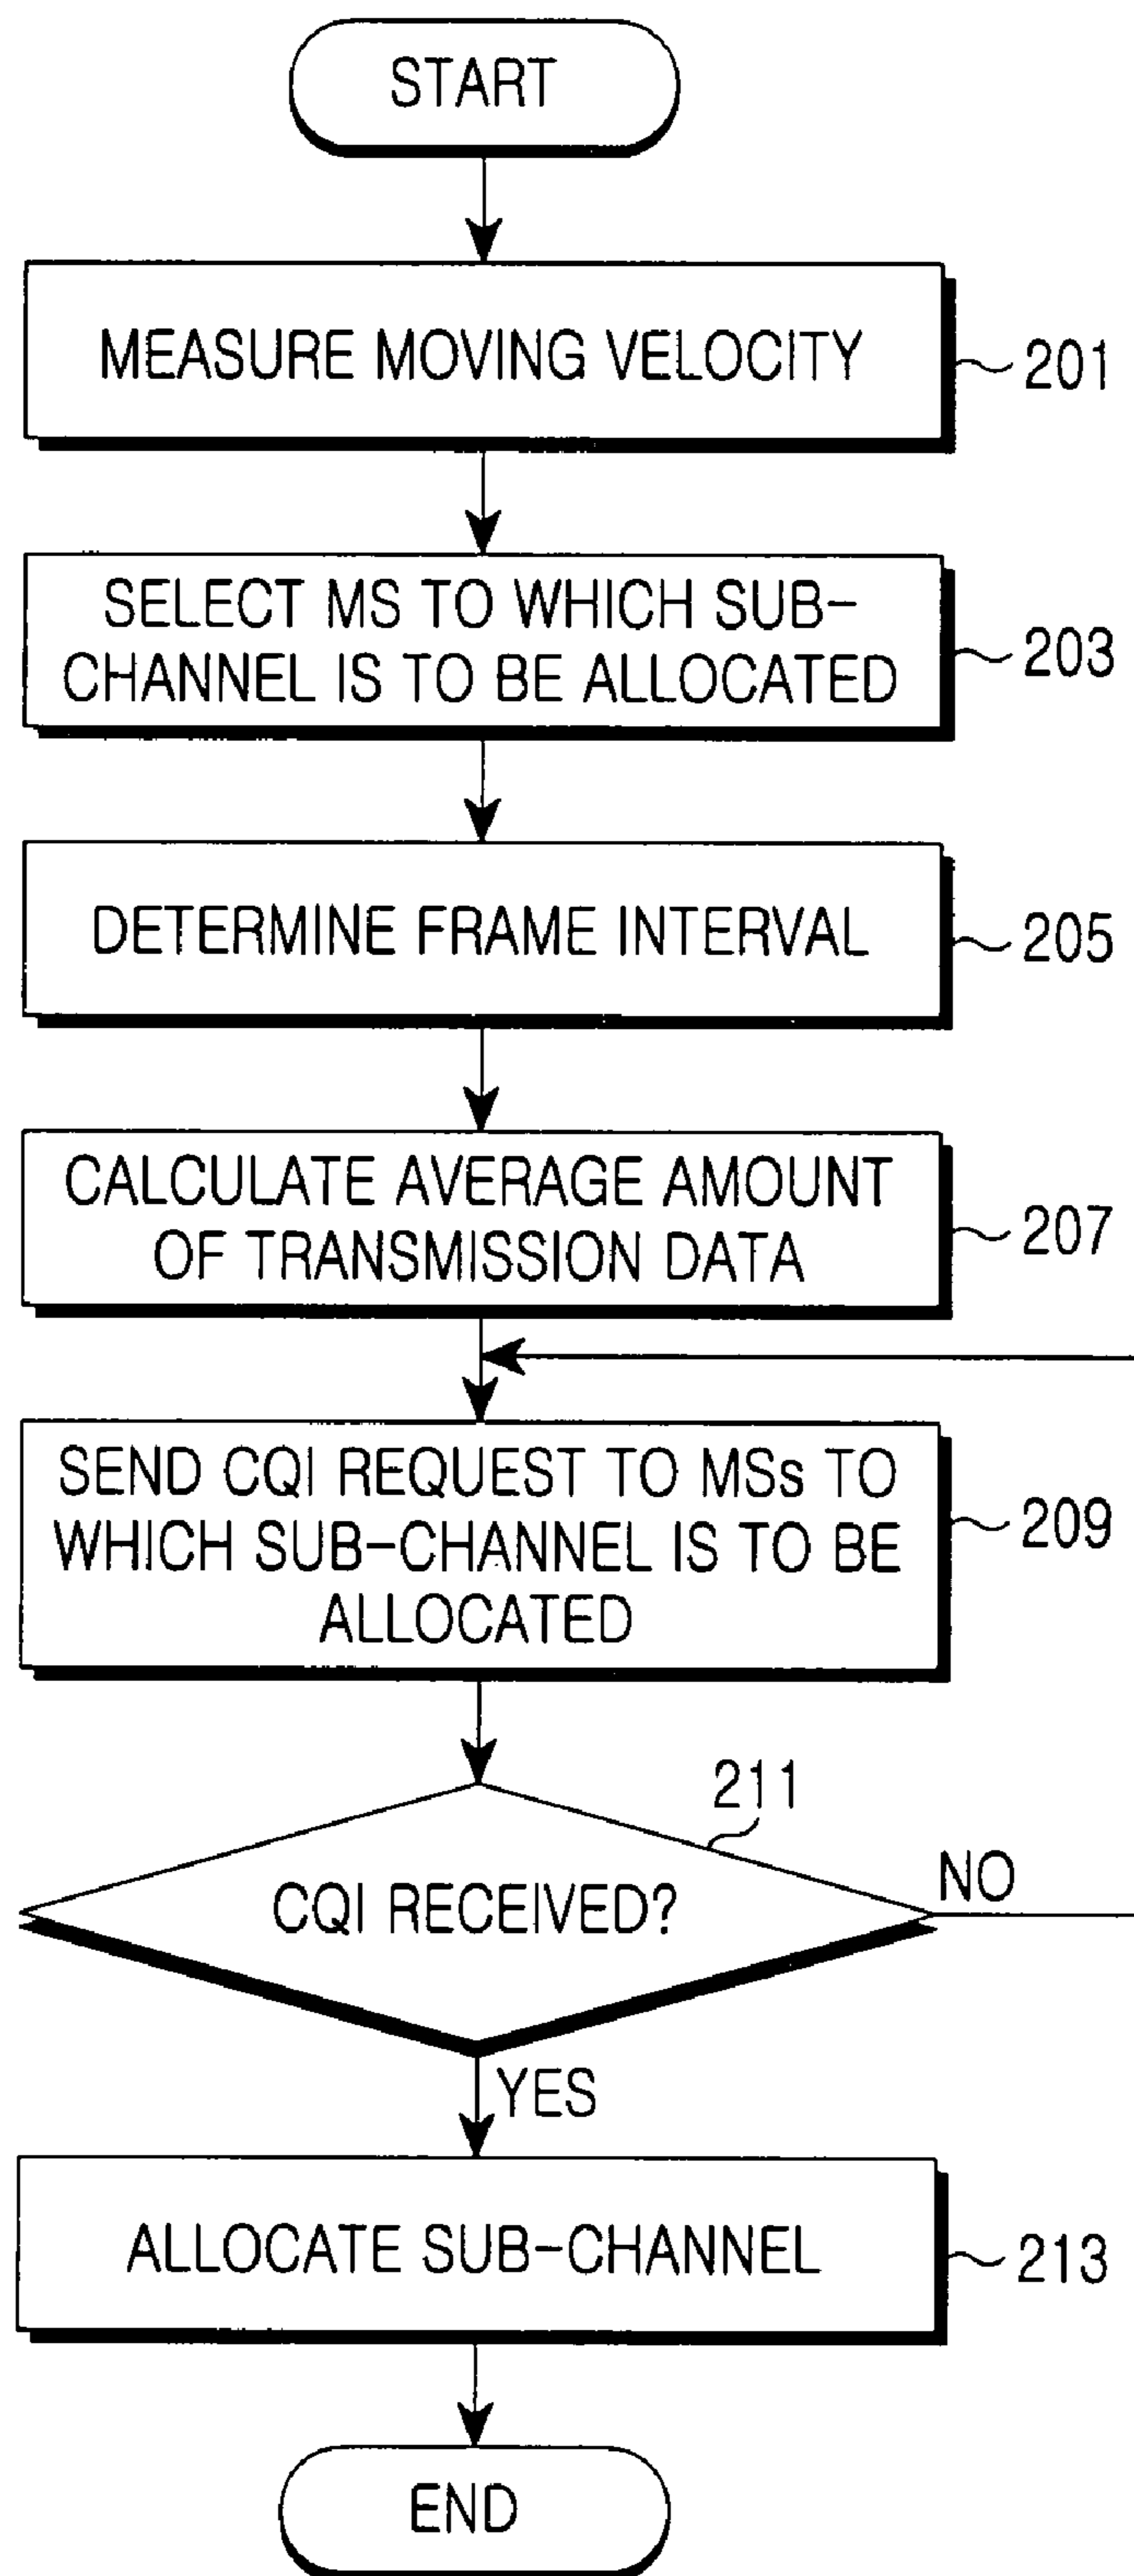 START
MEASURE MOVING VELOCITY
201
SELECT MS TO WHICH SUB-
CHANNEL IS TO BE ALLOCATED
203
DETERMINE FRAME INTERVAL
205
CALCULATE AVERAGE AMOUNT
OF TRANSMISSION DATA
207
SEND CQI REQUEST TO MSs TO
WHICH SUB-CHANNEL IS TO BE
ALLOCATED
209
211
CQI RECEIVED?
NO
YES
ALLOCATE SUB-CHANNEL
213
END